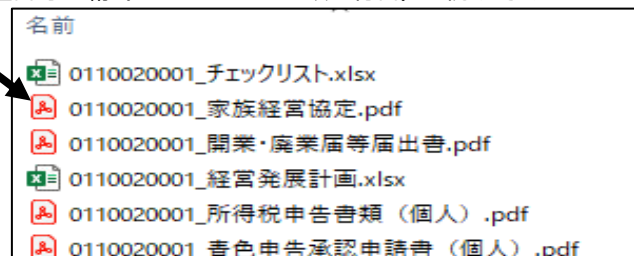 名前
0110020001_チェックリスト.xlsx
0110020001_家族経営協定.pdf
0110020001_開業・廃業届等届出書.pdf
0110020001_経営発展計画.xlsx
0110020001_所得税申告書類（個人）.pdf
0110020001_青色申告承認申請書（個人）.pdf